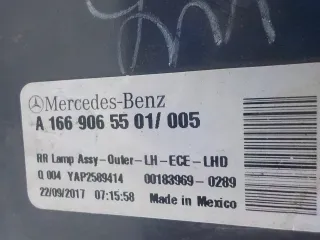 Mercedes-Benz
A 166 906 55 01/005
RR Lamp Assy-Outer-LH-ECE-LHD
Q 004 YAP2589414 00183969-0289
22/09/2017 07:15:58 Made in Mexico